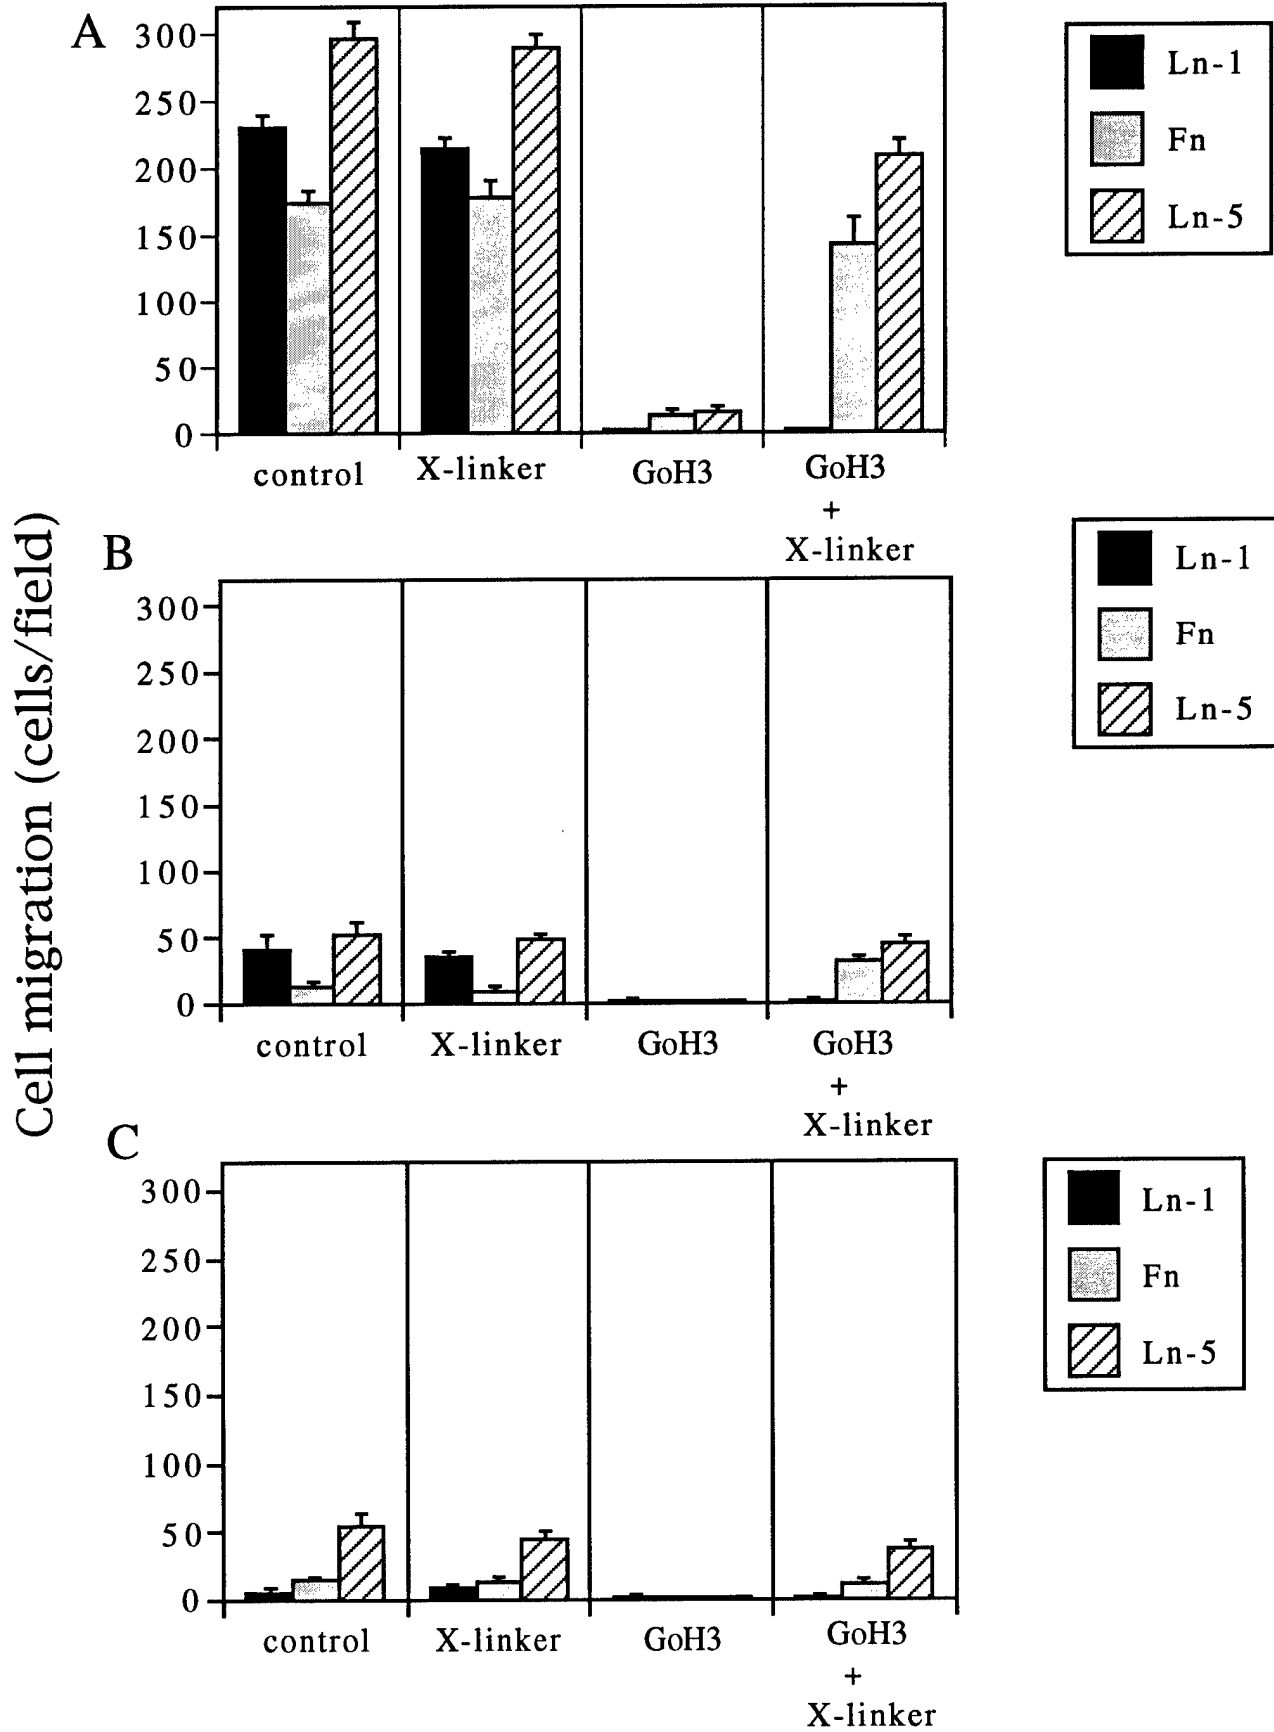 A
300
250
200
150
100
50
0
control
X-linker
GoH3
GoH3
+
X-linker
Ln-1
Fn
Ln-5
Cell migration (cells/field)
B
300
250
200
150
100
50
0
control
X-linker
GoH3
GoH3
+
X-linker
Ln-1
Fn
Ln-5
C
300
250
200
150
100
50
0
control
X-linker
GoH3
GoH3
+
X-linker
Ln-1
Fn
Ln-5